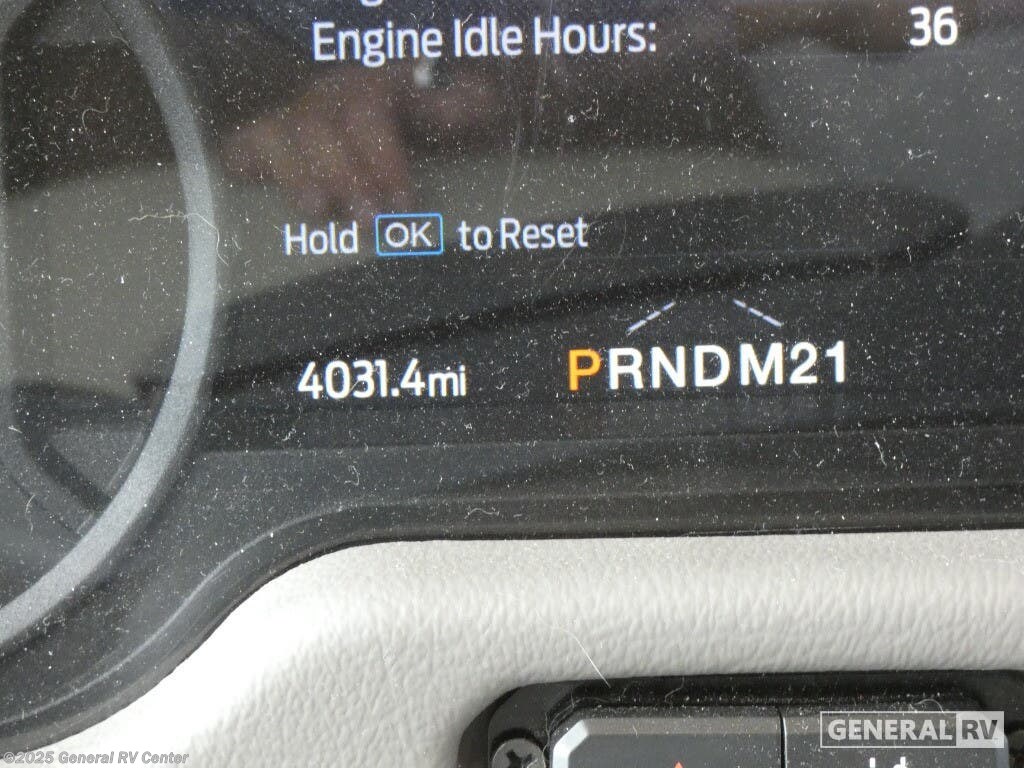 Engine Idle Hours: 36
Hold OK to Reset
4031.4mi PRNDM21
GENERAL RV
©2025 General RV Center